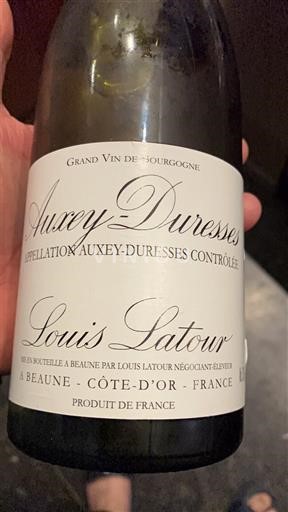 GRAND VIN DE BOURGOGNE
Auxey-Duresses
APPELLATION AUXEY-DURESSES CONTRÔLÉE
Louis Latour
MIS EN BOUTEILLE A BEAUNE PAR LOUIS LATOUR NÉGOCIANT-ÉLEVEUR
A BEAUNE - CÔTE-D'OR - FRANCE
PRODUIT DE FRANCE